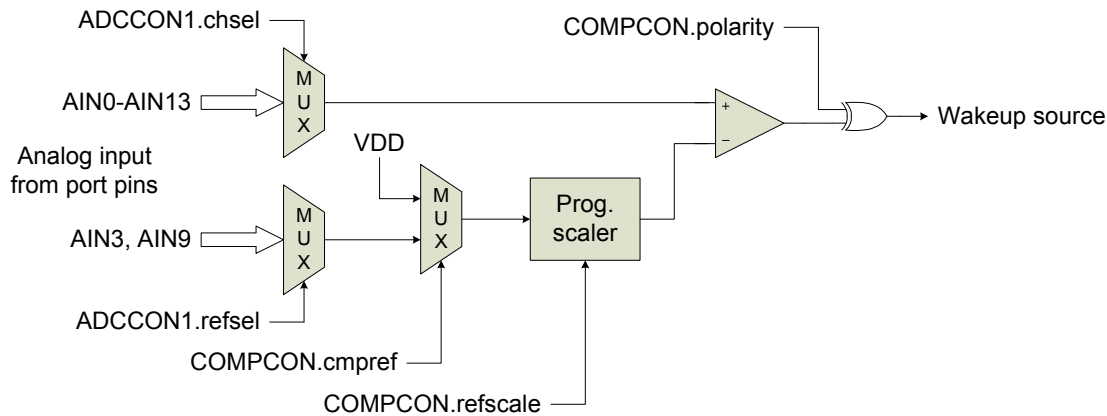 ADCCON1.chsel
COMPCON.polarity
M
U
X
AIN0-AIN13
+
Wakeup source
Analog input
from port pins
VDD
−
M
U
X
AIN3, AIN9
M
U
X
Prog.
scaler
ADCCON1.refsel
COMPCON.cmpref
COMPCON.refscale